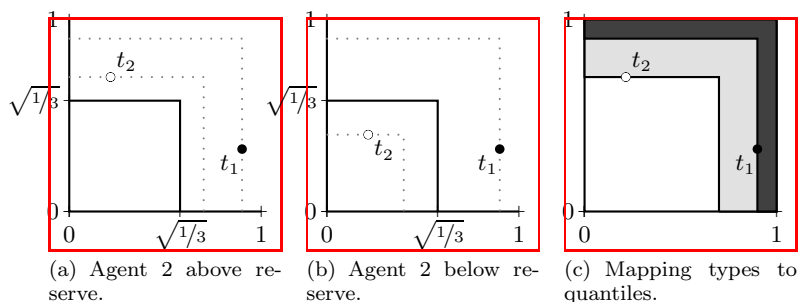 1
t₂
√1/3
t₁
0
0
√1/3
1
(a) Agent 2 above re-
serve.
1
√1/3
t₂
t₁
0
0
√1/3
1
(b) Agent 2 below re-
serve.
1
t₂
t₁
0
0
1
(c) Mapping types to
quantiles.